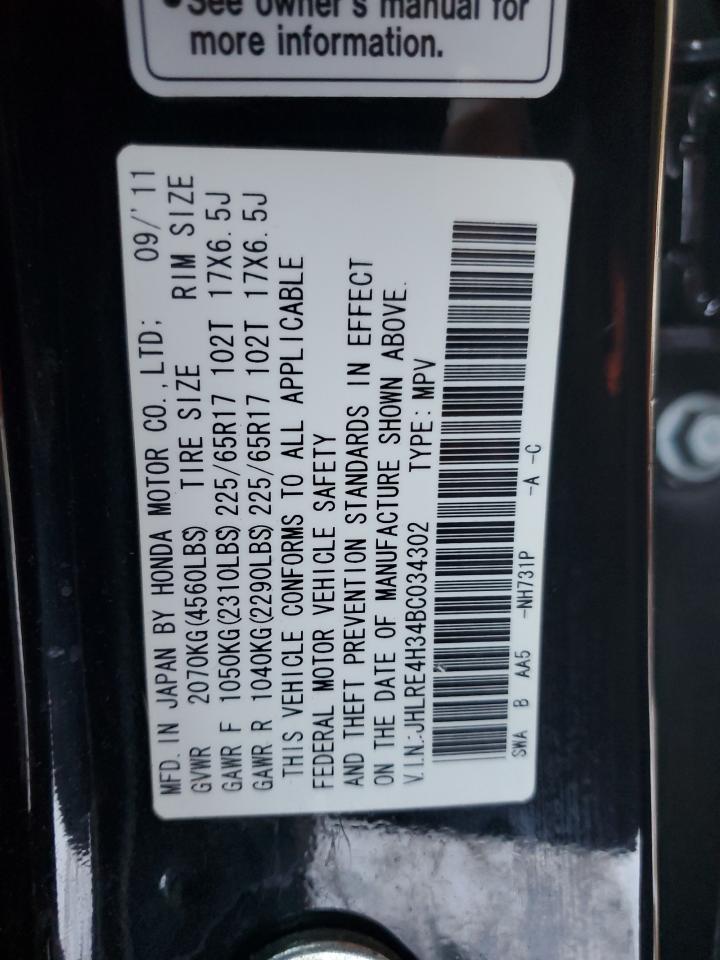 •See owner's manual for
more information.
MFD. IN JAPAN BY HONDA MOTOR CO.,LTD; 09/'11
GVWR 2070KG(4560LBS) TIRE SIZE RIM SIZE
GAWR F 1050KG(2310LBS) 225/65R17 102T 17X6.5J
GAWR R 1040KG(2290LBS) 225/65R17 102T 17X6.5J
THIS VEHICLE CONFORMS TO ALL APPLICABLE
FEDERAL MOTOR VEHICLE SAFETY
AND THEFT PREVENTION STANDARDS IN EFFECT
ON THE DATE OF MANUFACTURE SHOWN ABOVE.
V.I.N.:JHLRE4H34BC034302 TYPE: MPV
SWA B AA5 -NH731P -A -C